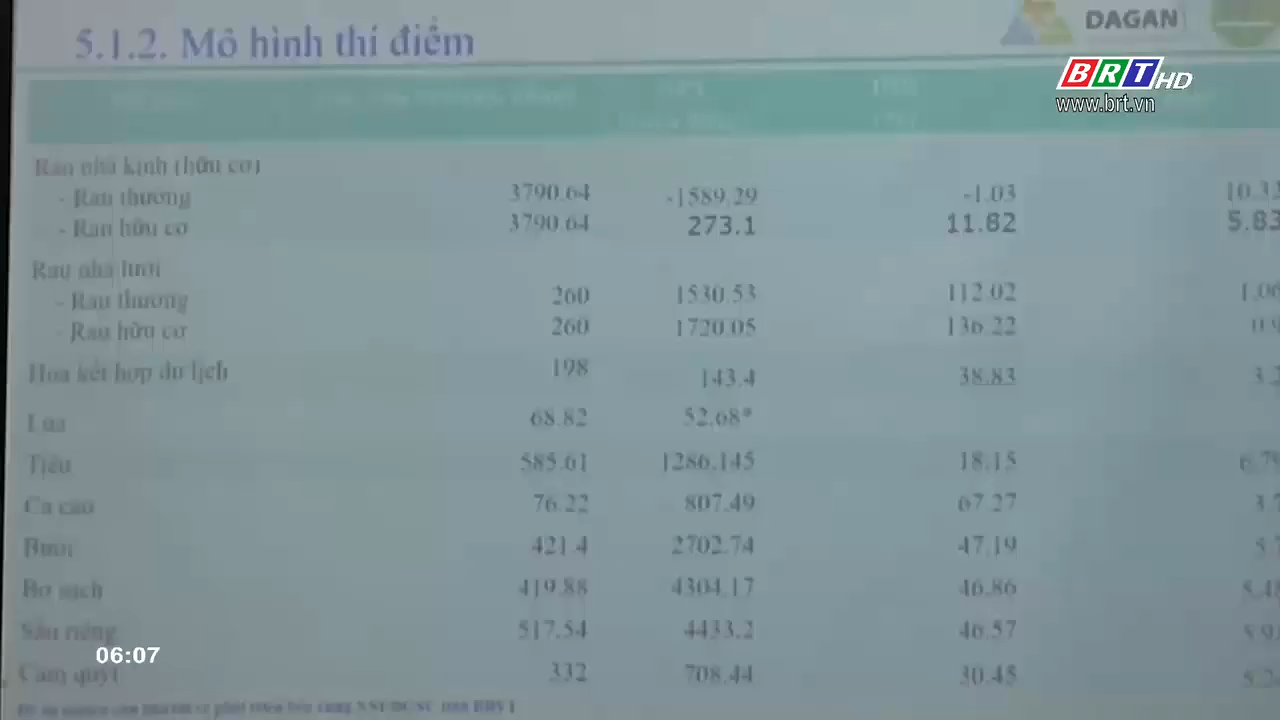 5.1.2. Mô hình thí điểm
DAGAN
BRT HD
www.brt.vn
Rau nhà kính (hữu cơ)
- Rau thường 3790.64 -1589.29 -1.03
- Rau hữu cơ 3790.64 273.1 11.82 5.83
Rau nhà lưới
- Rau thường 260 1530.53 112.02 1.06
- Rau hữu cơ 260 1720.05 136.22
Hoa kết hợp du lịch 198 143.4 38.83
Lúa 68.82 52.68*
Tiêu 585.61 1286.145 18.15 6.79
Ca cao 76.22 807.49 67.27
Bưởi 421.4 2702.74 47.19
Bơ sạch 419.88 4304.17 46.86 5.48
Sầu riêng 517.54 4433.2 46.57
Cam quýt 332 708.44 30.45
06:07